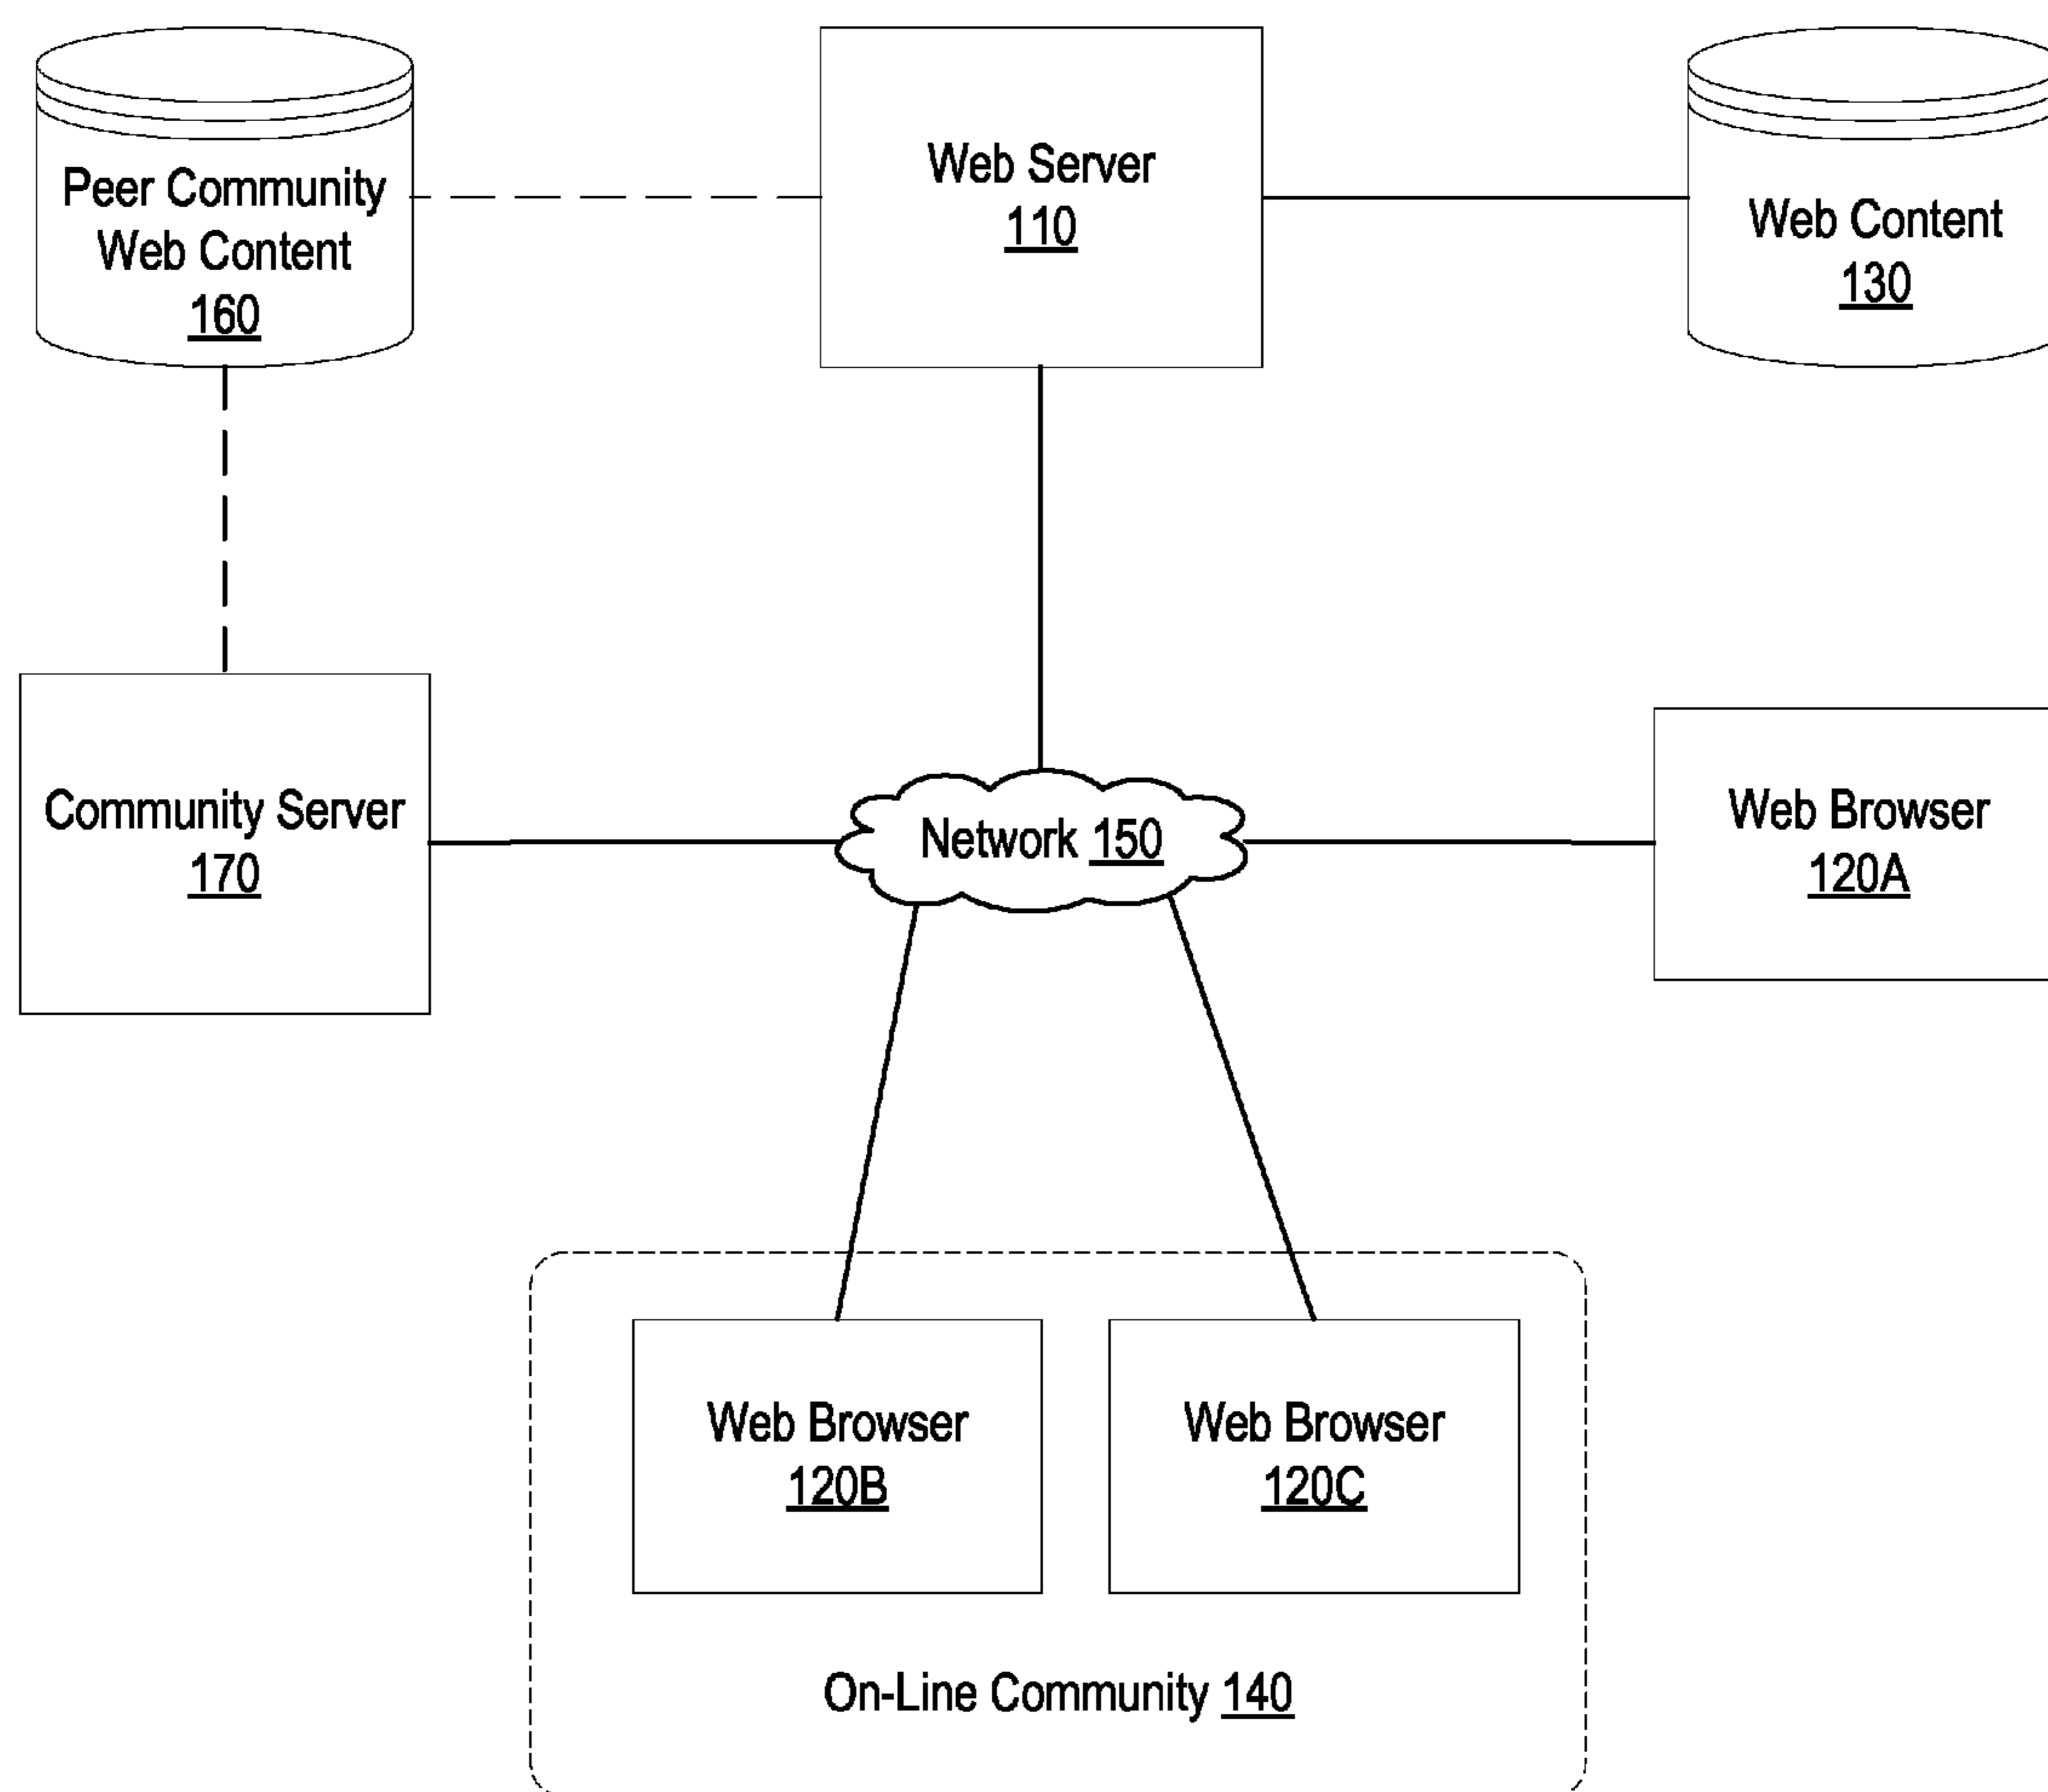 Peer Community
Web Content
160
Web Server
110
Web Content
130
Community Server
170
Network 150
Web Browser
120A
Web Browser
120B
Web Browser
120C
On-Line Community 140